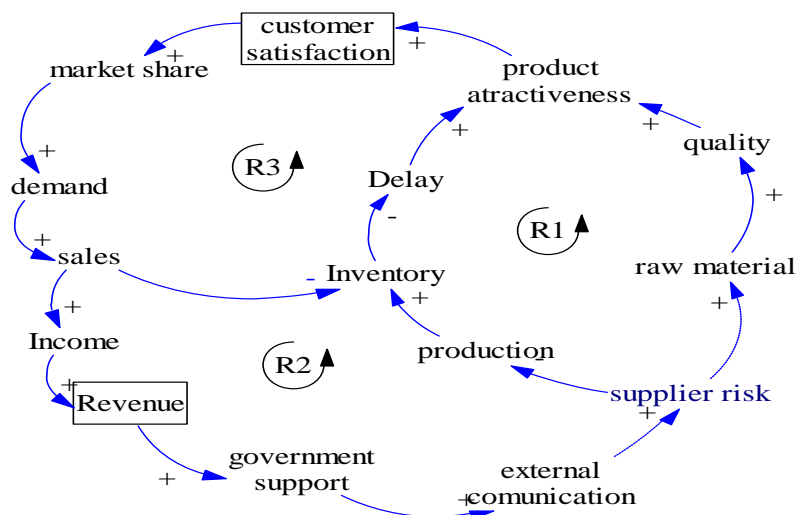 customer
satisfaction
+
+
market share
product
atractiveness
+
+
quality
+
R3
Delay
+
demand
-
R1
+
sales
-
Inventory
+
raw material
+
+
Income
R2
production
-
+
Revenue
supplier risk
+
government
support
+
external
comunication
+